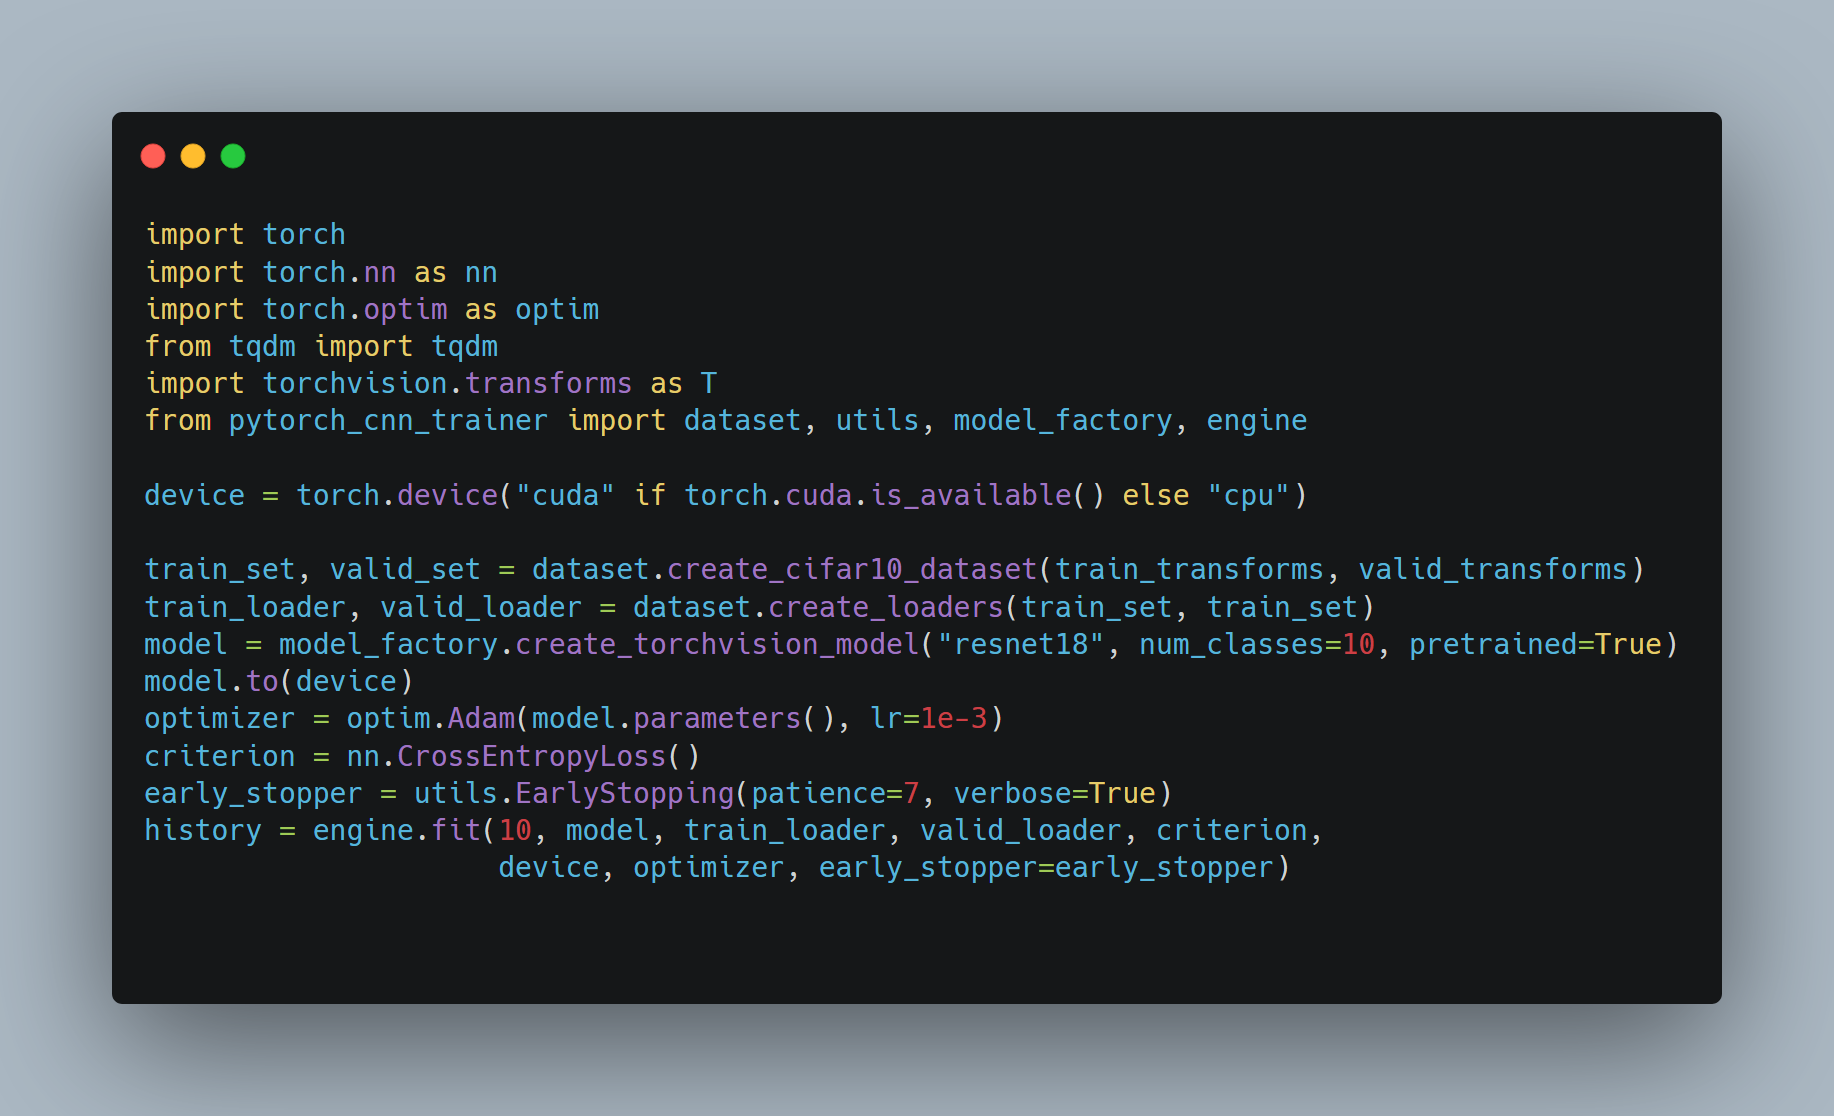 import torch
import torch.nn as nn
import torch.optim as optim
from tqdm import tqdm
import torchvision.transforms as T
from pytorch_cnn_trainer import dataset, utils, model_factory, engine

device = torch.device("cuda" if torch.cuda.is_available() else "cpu")

train_set, valid_set = dataset.create_cifar10_dataset(train_transforms, valid_transforms)
train_loader, valid_loader = dataset.create_loaders(train_set, train_set)
model = model_factory.create_torchvision_model("resnet18", num_classes=10, pretrained=True)
model.to(device)
optimizer = optim.Adam(model.parameters(), lr=1e-3)
criterion = nn.CrossEntropyLoss()
early_stopper = utils.EarlyStopping(patience=7, verbose=True)
history = engine.fit(10, model, train_loader, valid_loader, criterion,
                     device, optimizer, early_stopper=early_stopper)